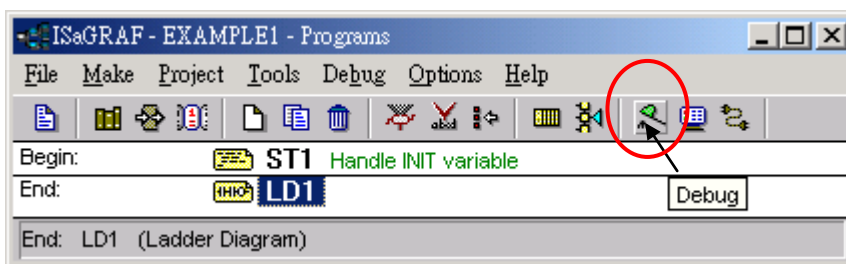 ISaGRAF - EXAMPLE1 - Programs
File Make Project Tools Debug Options Help
Begin: ST1 Handle INIT variable
End: LD1
Debug
End: LD1 (Ladder Diagram)